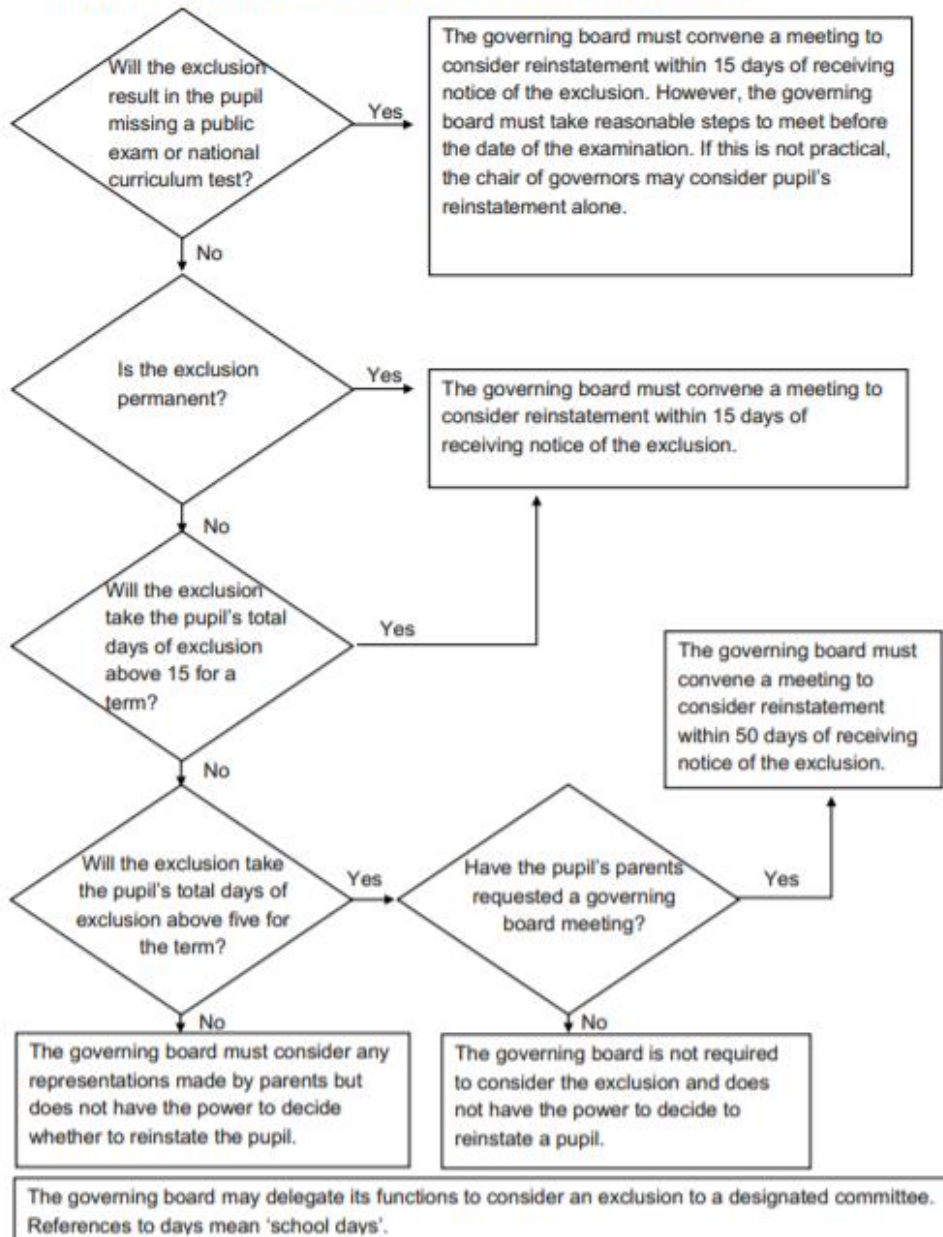 Will the exclusion
result in the pupil
missing a public
exam or national
curriculum test?
Yes
The governing board must convene a meeting to
consider reinstatement within 15 days of receiving
notice of the exclusion. However, the governing
board must take reasonable steps to meet before
the date of the examination. If this is not practical,
the chair of governors may consider pupil's
reinstatement alone.
No
Is the exclusion
permanent?
Yes
The governing board must convene a meeting to
consider reinstatement within 15 days of
receiving notice of the exclusion.
No
Will the exclusion
take the pupil's total
days of exclusion
above 15 for a
term?
Yes
The governing board must
convene a meeting to
consider reinstatement
within 50 days of receiving
notice of the exclusion.
No
Will the exclusion take
the pupil's total days of
exclusion above five for
the term?
Yes
Have the pupil's parents
requested a governing
board meeting?
Yes
No
The governing board must consider any
representations made by parents but
does not have the power to decide
whether to reinstate the pupil.
No
The governing board is not required
to consider the exclusion and does
not have the power to decide to
reinstate a pupil.
The governing board may delegate its functions to consider an exclusion to a designated committee.
References to days mean 'school days'.